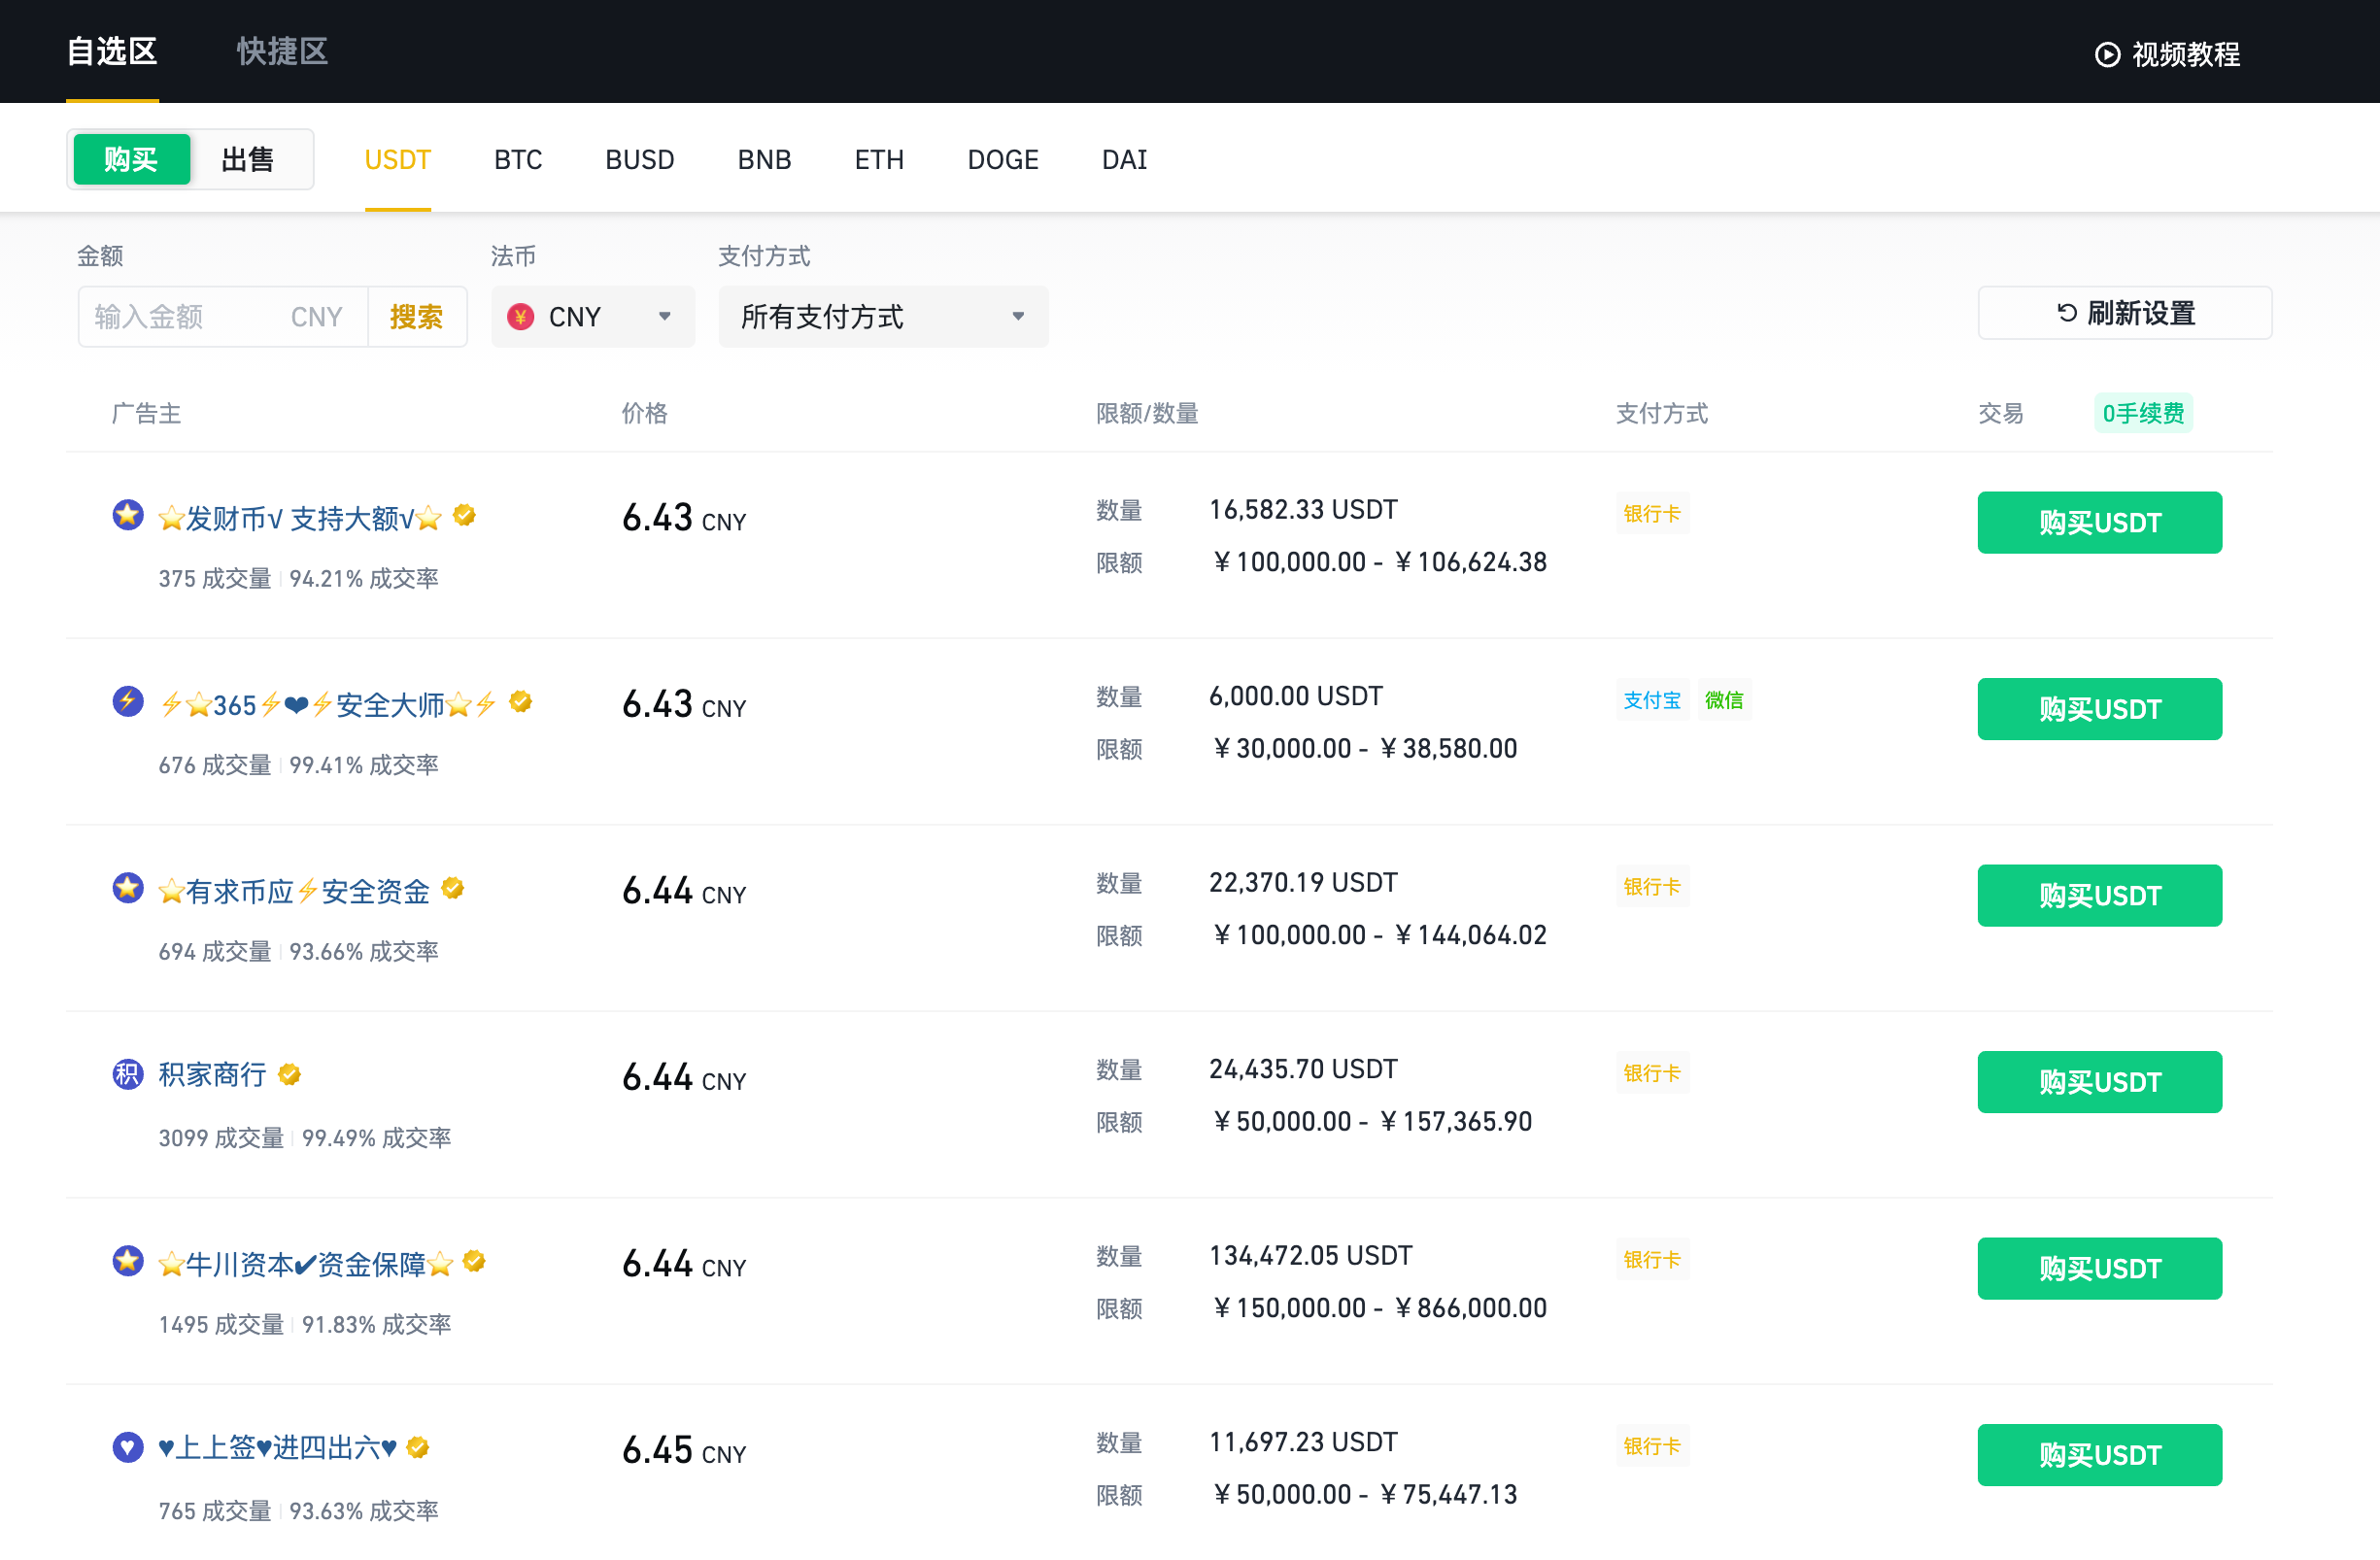 自选区 快捷区 视频教程
购买 出售 USDT BTC BUSD BNB ETH DOGE DAI
金额 法币 支付方式
输入金额 CNY 搜索 ¥ CNY 所有支付方式 刷新设置
广告主 价格 限额/数量 支付方式 交易 0手续费
⭐发财币√ 支持大额√⭐ 6.43 CNY 数量 16,582.33 USDT 银行卡 购买USDT
375 成交量 | 94.21% 成交率 限额 ¥ 100,000.00 - ¥ 106,624.38
⚡⭐365⚡❤⚡安全大师⭐⚡ 6.43 CNY 数量 6,000.00 USDT 支付宝 微信 购买USDT
676 成交量 | 99.41% 成交率 限额 ¥ 30,000.00 - ¥ 38,580.00
⭐有求币应⚡安全资金 6.44 CNY 数量 22,370.19 USDT 银行卡 购买USDT
694 成交量 | 93.66% 成交率 限额 ¥ 100,000.00 - ¥ 144,064.02
积 积家商行 6.44 CNY 数量 24,435.70 USDT 银行卡 购买USDT
3099 成交量 | 99.49% 成交率 限额 ¥ 50,000.00 - ¥ 157,365.90
⭐牛川资本✔资金保障⭐ 6.44 CNY 数量 134,472.05 USDT 银行卡 购买USDT
1495 成交量 | 91.83% 成交率 限额 ¥ 150,000.00 - ¥ 866,000.00
♥上上签♥进四出六♥ 6.45 CNY 数量 11,697.23 USDT 银行卡 购买USDT
765 成交量 | 93.63% 成交率 限额 ¥ 50,000.00 - ¥ 75,447.13